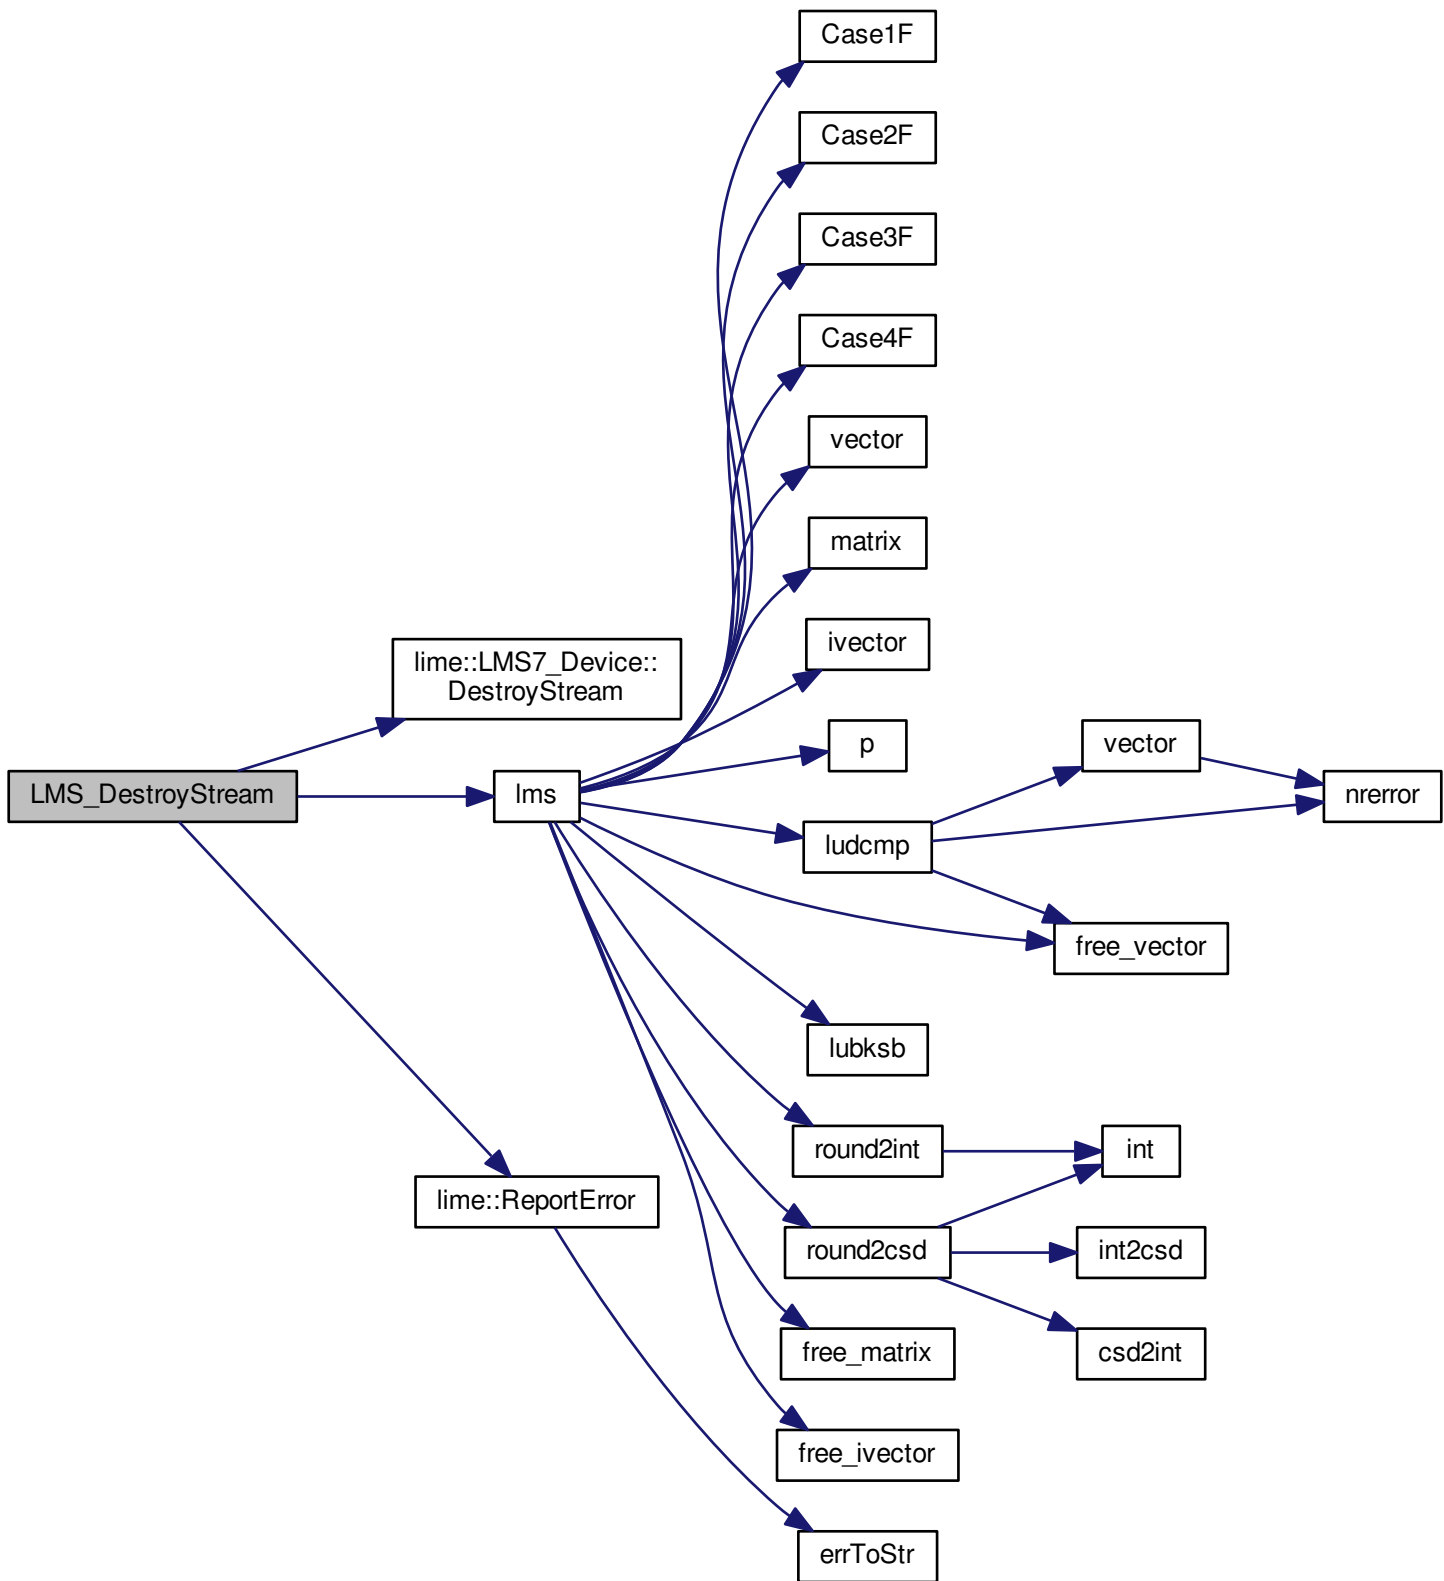 Case1F
Case2F
Case3F
Case4F
vector
matrix
ivector
lime::LMS7_Device::
DestroyStream
p
vector
LMS_DestroyStream
lms
nrerror
ludcmp
free_vector
lubksb
round2int
int
lime::ReportError
round2csd
int2csd
free_matrix
csd2int
free_ivector
errToStr